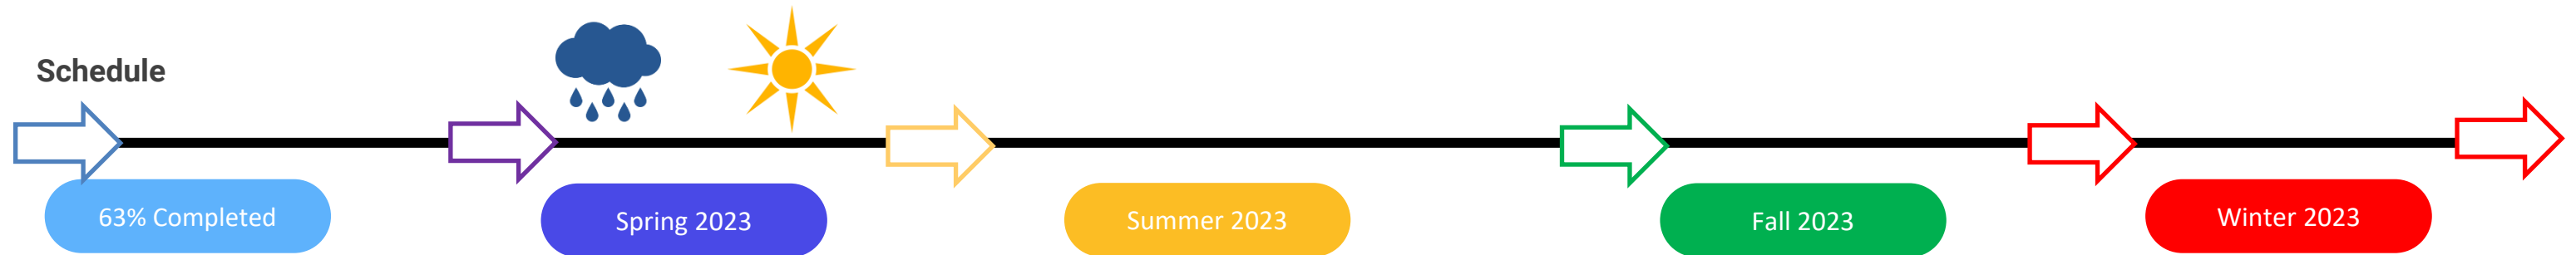 Schedule
63% Completed
Spring 2023
Summer 2023
Fall 2023
Winter 2023